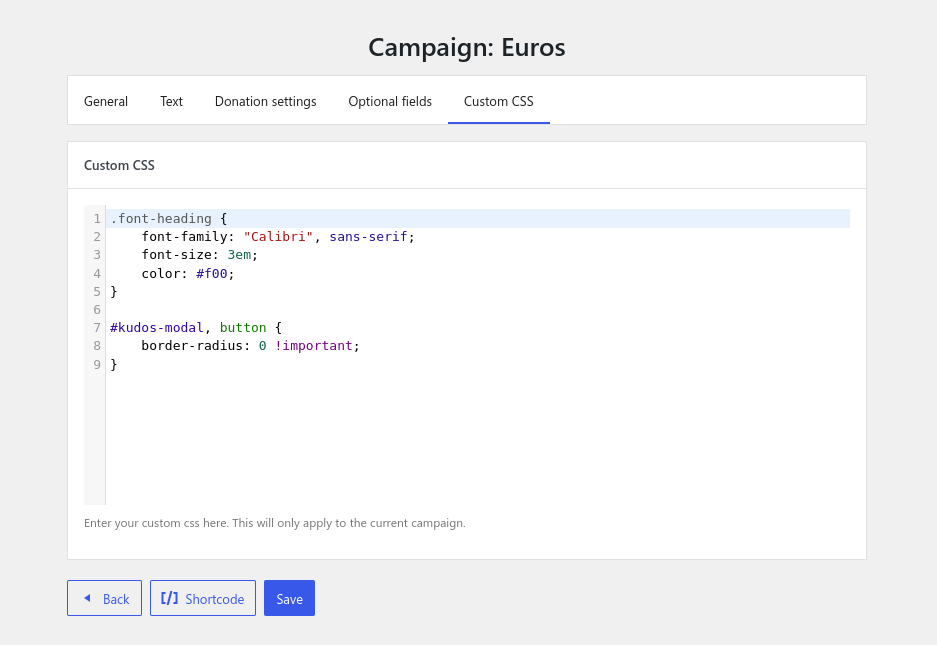 Campaign: Euros
General Text Donation settings Optional fields Custom CSS
Custom CSS
1 .font-heading {
2     font-family: "Calibri", sans-serif;
3     font-size: 3em;
4     color: #f00;
5 }
6
7 #kudos-modal, button {
8     border-radius: 0 !important;
9 }
Enter your custom css here. This will only apply to the current campaign.
Back [/] Shortcode Save